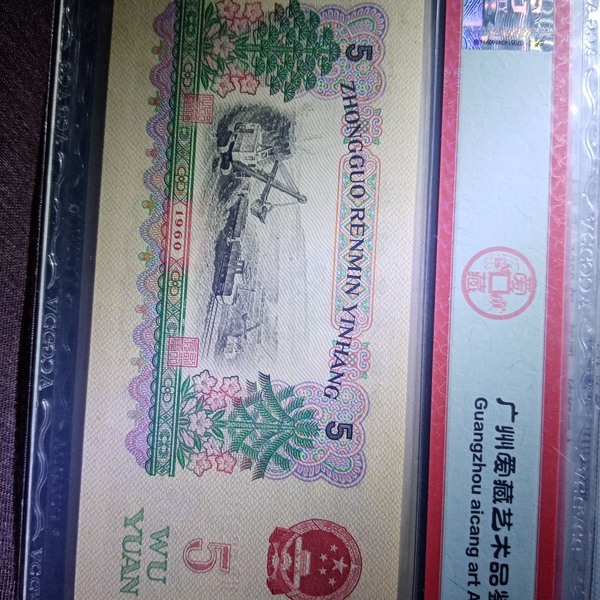 广州爱藏艺术品
Guangzhou aicang art A
5
ZHONGGUO RENMIN YINHANG
5
1960
5
WU
YUAN